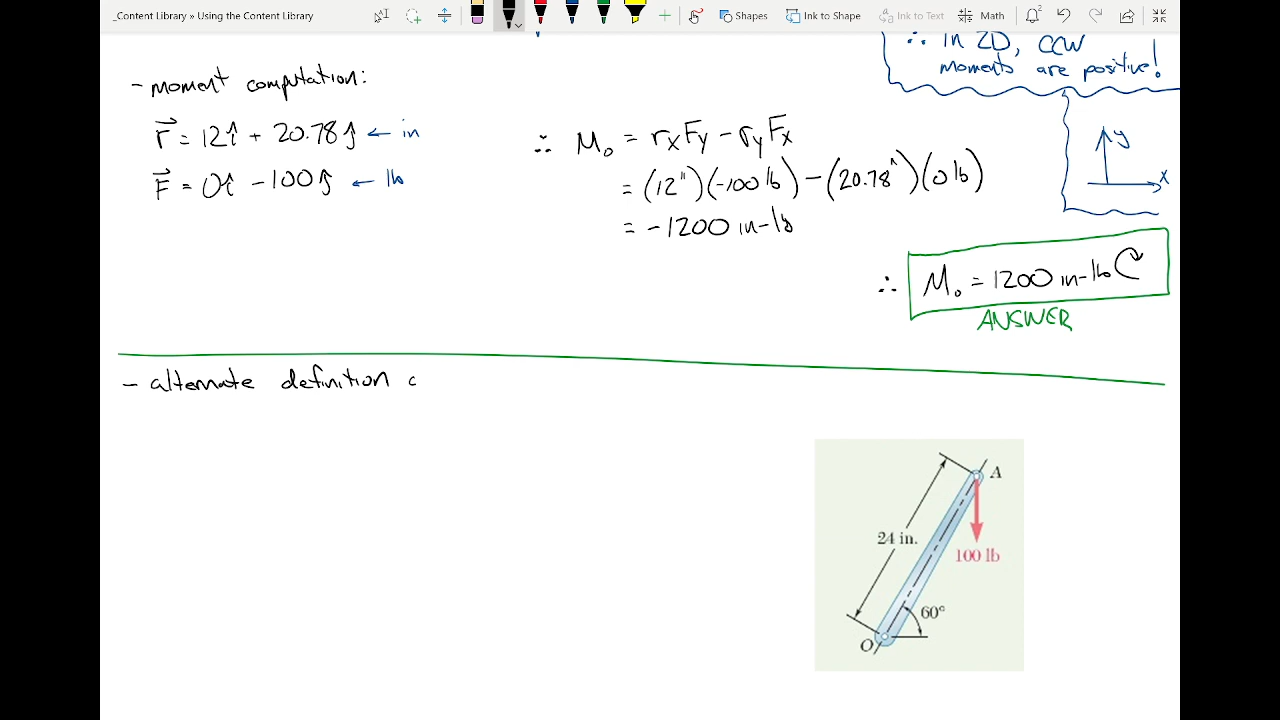 _Content Library » Using the Content Library
Shapes
Ink to Shape
Ink to Text
Math
∴ in 2D, CCW
moments are positive!
- moment computation:
r⃗ = 12î + 20.78ĵ ← in
F⃗ = 0î - 100ĵ ← lb
∴ Mo = rxFy - ryFx
= (12")(-100 lb) - (20.78")(0 lb)
= -1200 in-lb
y
x
∴ Mo = 1200 in-lb ↻
ANSWER
- alternate definition o
A
24 in.
100 lb
60°
O